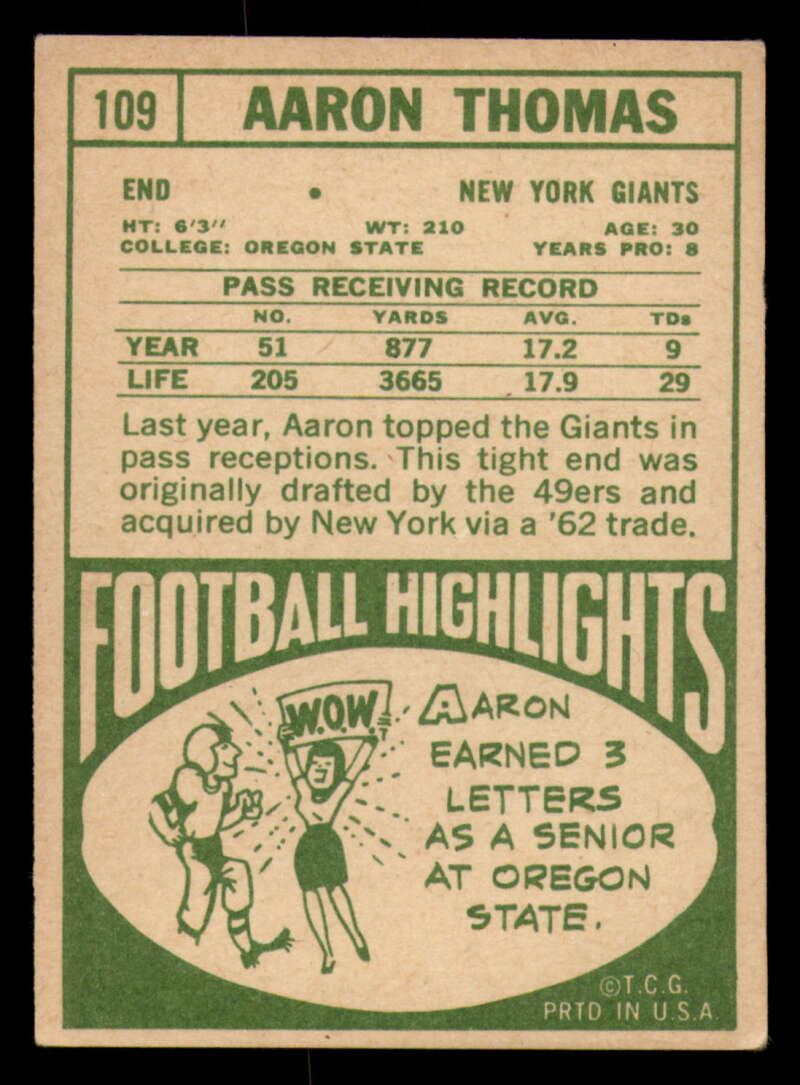 109 AARON THOMAS
END • NEW YORK GIANTS
HT: 6'3" WT: 210 AGE: 30
COLLEGE: OREGON STATE YEARS PRO: 8
PASS RECEIVING RECORD
NO. YARDS AVG. TDs
YEAR 51 877 17.2 9
LIFE 205 3665 17.9 29
Last year, Aaron topped the Giants in
pass receptions. This tight end was
originally drafted by the 49ers and
acquired by New York via a '62 trade.
FOOTBALL HIGHLIGHTS
W.O.W.
AARON
EARNED 3
LETTERS
AS A SENIOR
AT OREGON
STATE.
©T.C.G.
PRTD IN U.S.A.